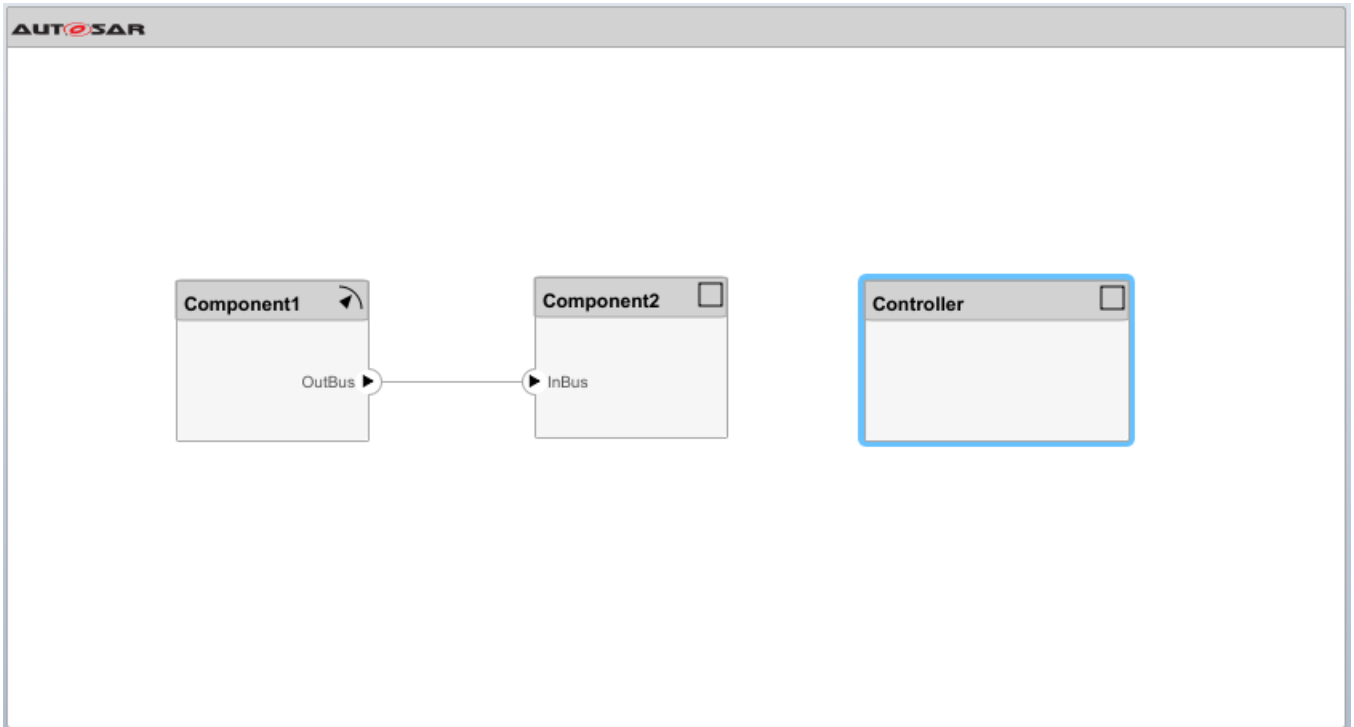 AUTOSAR
Component1
Component2
Controller
OutBus
InBus